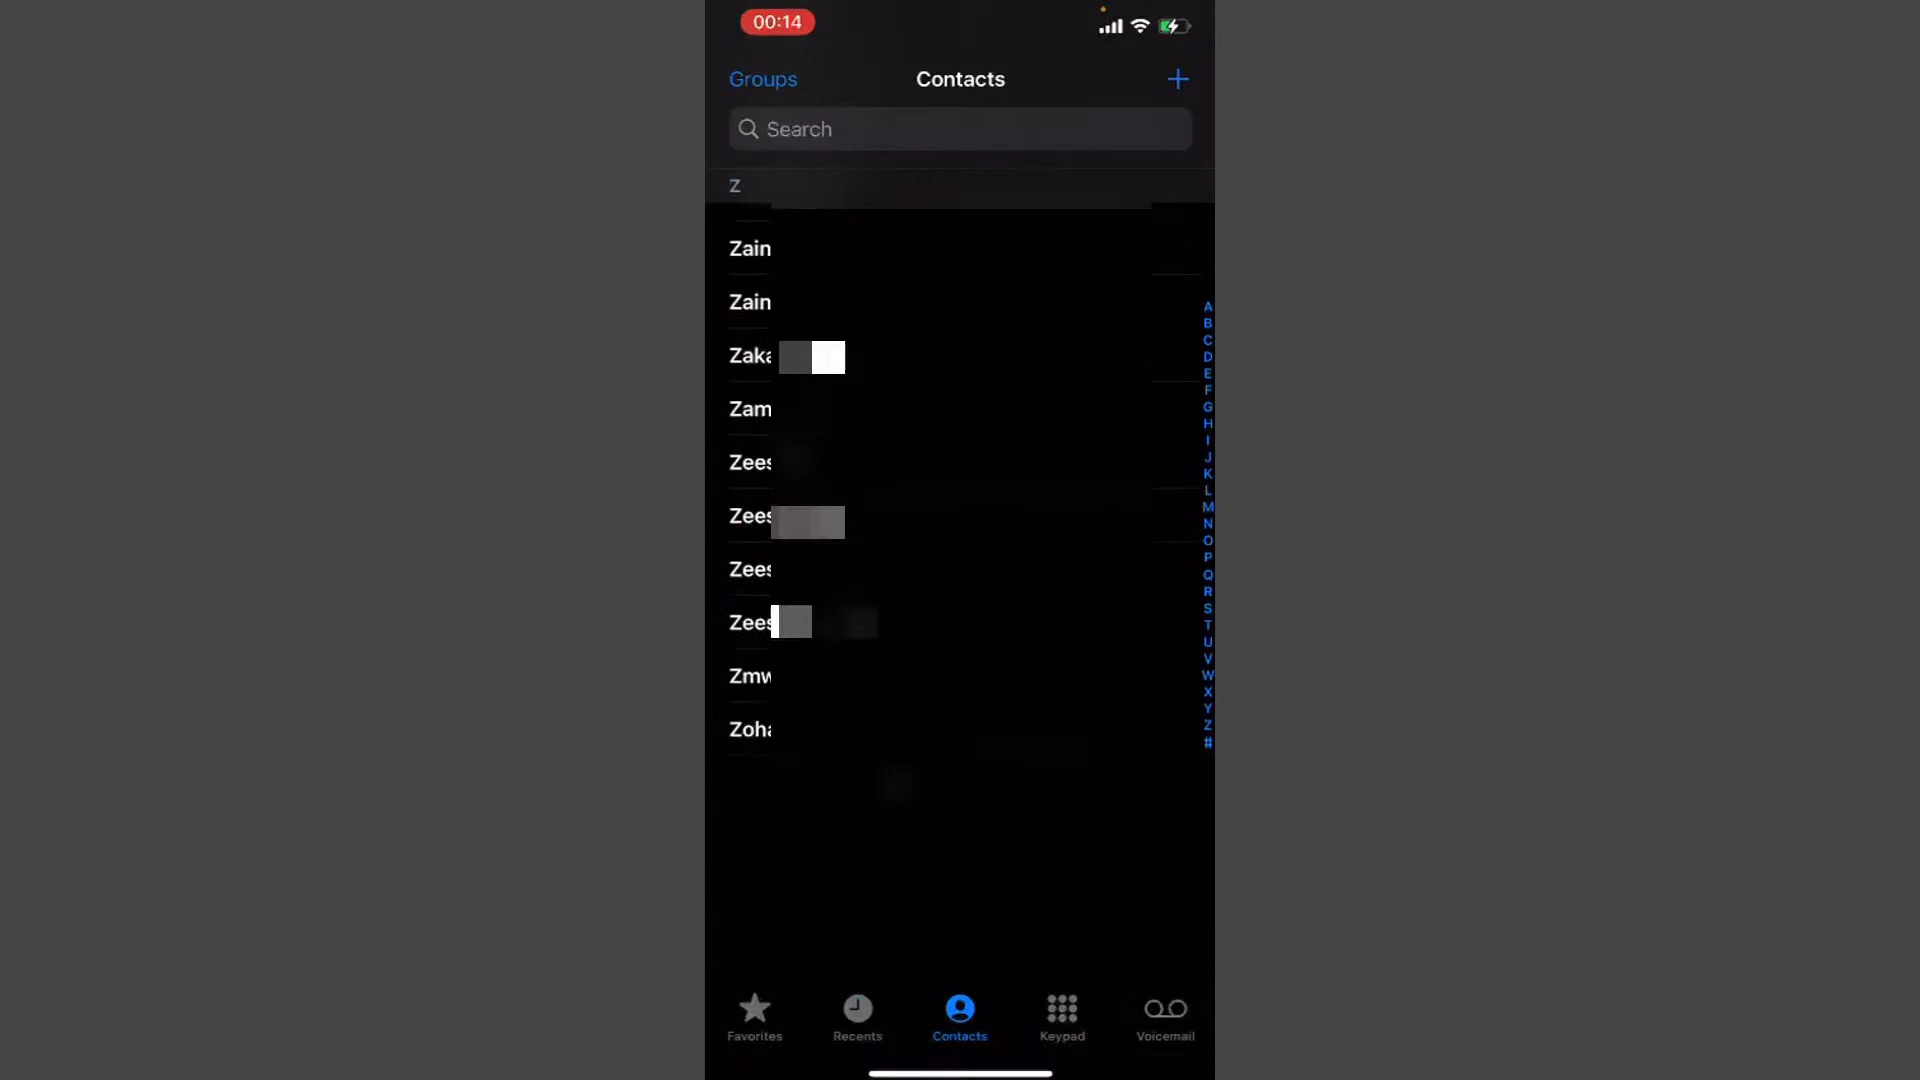 00:14
Groups Contacts +
Search
Z
Zain
Zain
Zaka
Zam
Zees
Zees
Zees
Zees
Zmw
Zoha
A
B
C
D
E
F
G
H
I
J
K
L
M
N
O
P
Q
R
S
T
U
V
W
X
Y
Z
#
Favorites Recents Contacts Keypad Voicemail